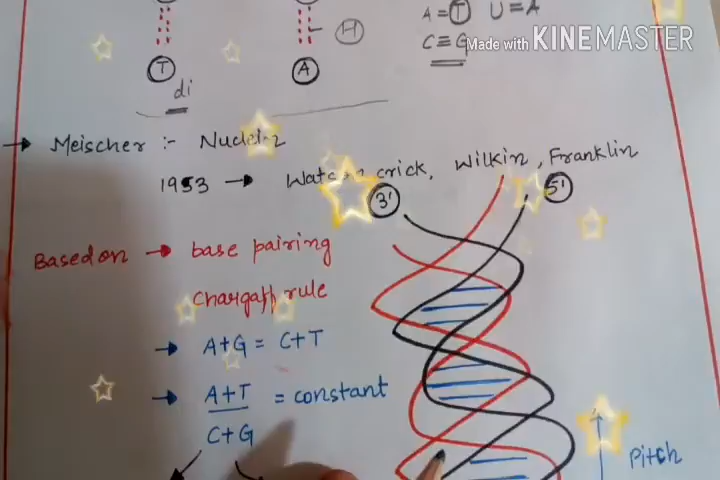 T
A
H
di
A=T U=A
C≡G
Made with KINEMASTER
→ Meischer :- Nuclein
1953 → Watson crick, Wilkin, Franklin
3'
5'
Based on → base pairing
Chargaff rule
→ A+G = C+T
→ A+T = constant
C+G
Pitch